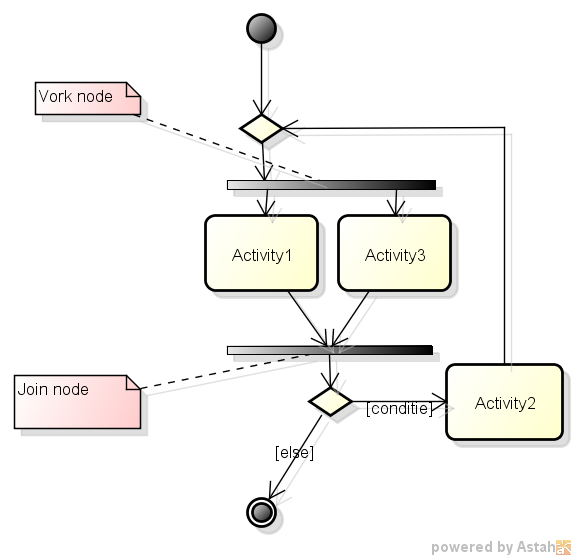 Vork node
Activity1
Activity3
Join node
[conditie]
Activity2
[else]
powered by Astah